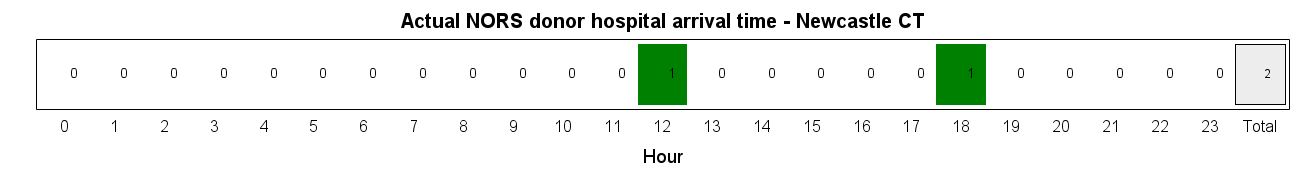 Actual NORS donor hospital arrival time - Newcastle CT
0 0 0 0 0 0 0 0 0 0 0 0 1 0 0 0 0 0 1 0 0 0 0 0 2
0 1 2 3 4 5 6 7 8 9 10 11 12 13 14 15 16 17 18 19 20 21 22 23 Total
Hour